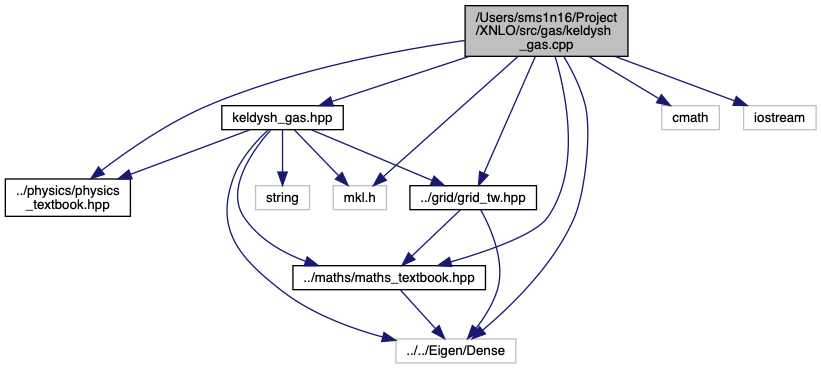 /Users/sms1n16/Project
/XNLO/src/gas/keldysh
_gas.cpp
keldysh_gas.hpp
cmath
iostream
../physics/physics
_textbook.hpp
string
mkl.h
../grid/grid_tw.hpp
../maths/maths_textbook.hpp
../../Eigen/Dense